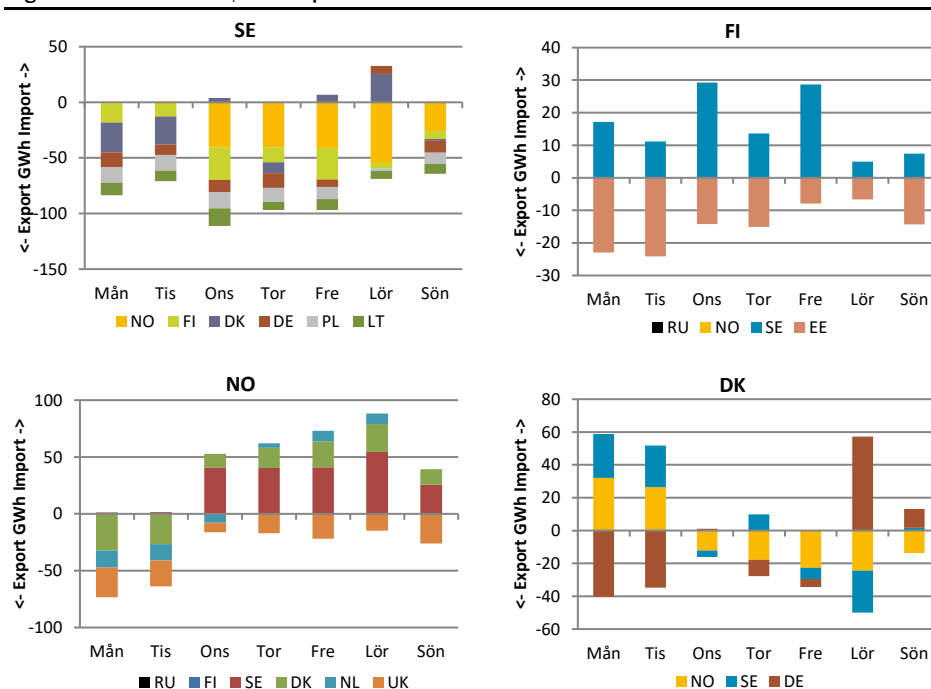 SE
<- Export GWh Import ->
50
0
-50
-100
-150
Mån Tis Ons Tor Fre Lör Sön
NO FI DK DE PL LT
FI
<- Export GWh Import ->
40
30
20
10
0
-10
-20
-30
Mån Tis Ons Tor Fre Lör Sön
RU NO SE EE
NO
<- Export GWh Import ->
100
50
0
-50
-100
Mån Tis Ons Tor Fre Lör Sön
RU FI SE DK NL UK
DK
<- Export GWh Import ->
80
60
40
20
0
-20
-40
-60
Mån Tis Ons Tor Fre Lör Sön
NO SE DE